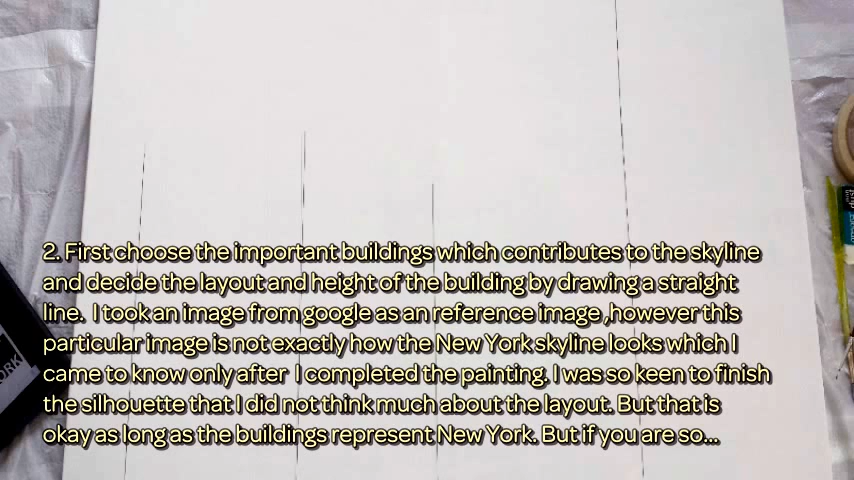 2. First choose the important buildings which contributes to the skyline
and decide the layout and height of the building by drawing a straight
line. I took an image from google as an reference image ,however this
particular image is not exactly how the New York skyline looks which I
came to know only after I completed the painting. I was so keen to finish
the silhouette that I did not think much about the layout. But that is
okay as long as the buildings represent New York. But if you are so...